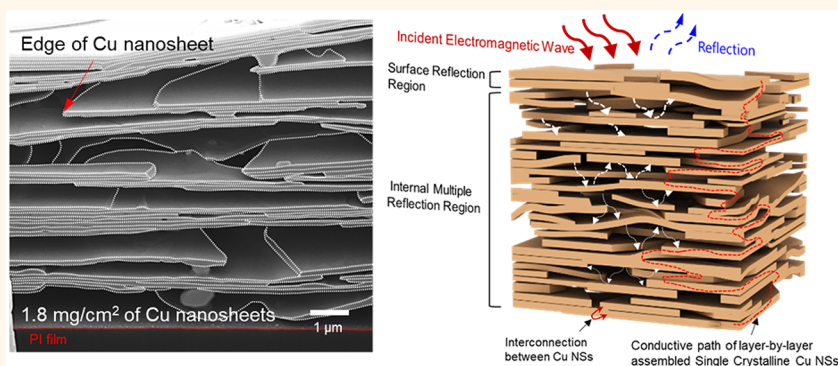 Edge of Cu nanosheet
1.8 mg/cm² of Cu nanosheets
PI film
1 µm
Incident Electromagnetic Wave
Reflection
Surface Reflection
Region
Internal Multiple
Reflection Region
Interconnection
between Cu NSs
Conductive path of layer-by-layer
assembled Single Crystalline Cu NSs